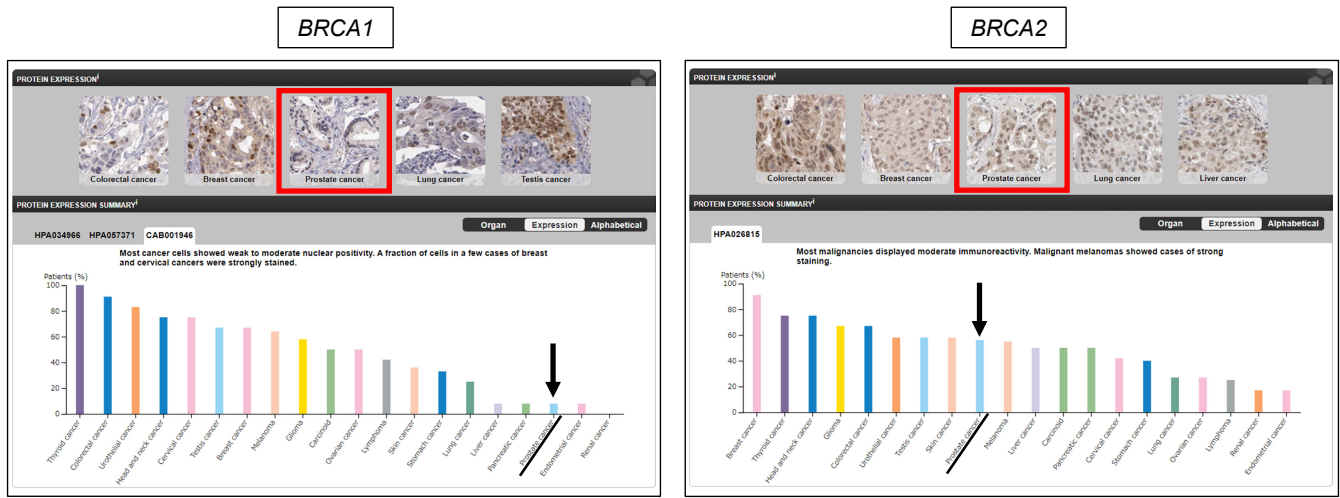 BRCA1
PROTEIN EXPRESSIONi
Colorectal cancer Breast cancer Prostate cancer Lung cancer Testis cancer
PROTEIN EXPRESSION SUMMARYi
Organ Expression Alphabetical
HPA034966 HPA057371 CAB001946
Most cancer cells showed weak to moderate nuclear positivity. A fraction of cells in a few cases of breast
and cervical cancers were strongly stained.
Patients (%)
100
80
60
40
20
0
Thyroid cancer
Colorectal cancer
Urothelial cancer
Head and neck cancer
Cervical cancer
Testis cancer
Breast cancer
Melanoma
Glioma
Carcinoid
Ovarian cancer
Lymphoma
Skin cancer
Stomach cancer
Lung cancer
Liver cancer
Pancreatic cancer
Prostate cancer
Endometrial cancer
Renal cancer
BRCA2
PROTEIN EXPRESSIONi
Colorectal cancer Breast cancer Prostate cancer Lung cancer Liver cancer
PROTEIN EXPRESSION SUMMARYi
Organ Expression Alphabetical
HPA026815
Most malignancies displayed moderate immunoreactivity. Malignant melanomas showed cases of strong
staining.
Patients (%)
100
80
60
40
20
0
Breast cancer
Thyroid cancer
Head and neck cancer
Glioma
Colorectal cancer
Urothelial cancer
Testis cancer
Skin cancer
Prostate cancer
Melanoma
Liver cancer
Carcinoid
Pancreatic cancer
Cervical cancer
Stomach cancer
Lung cancer
Ovarian cancer
Lymphoma
Renal cancer
Endometrial cancer